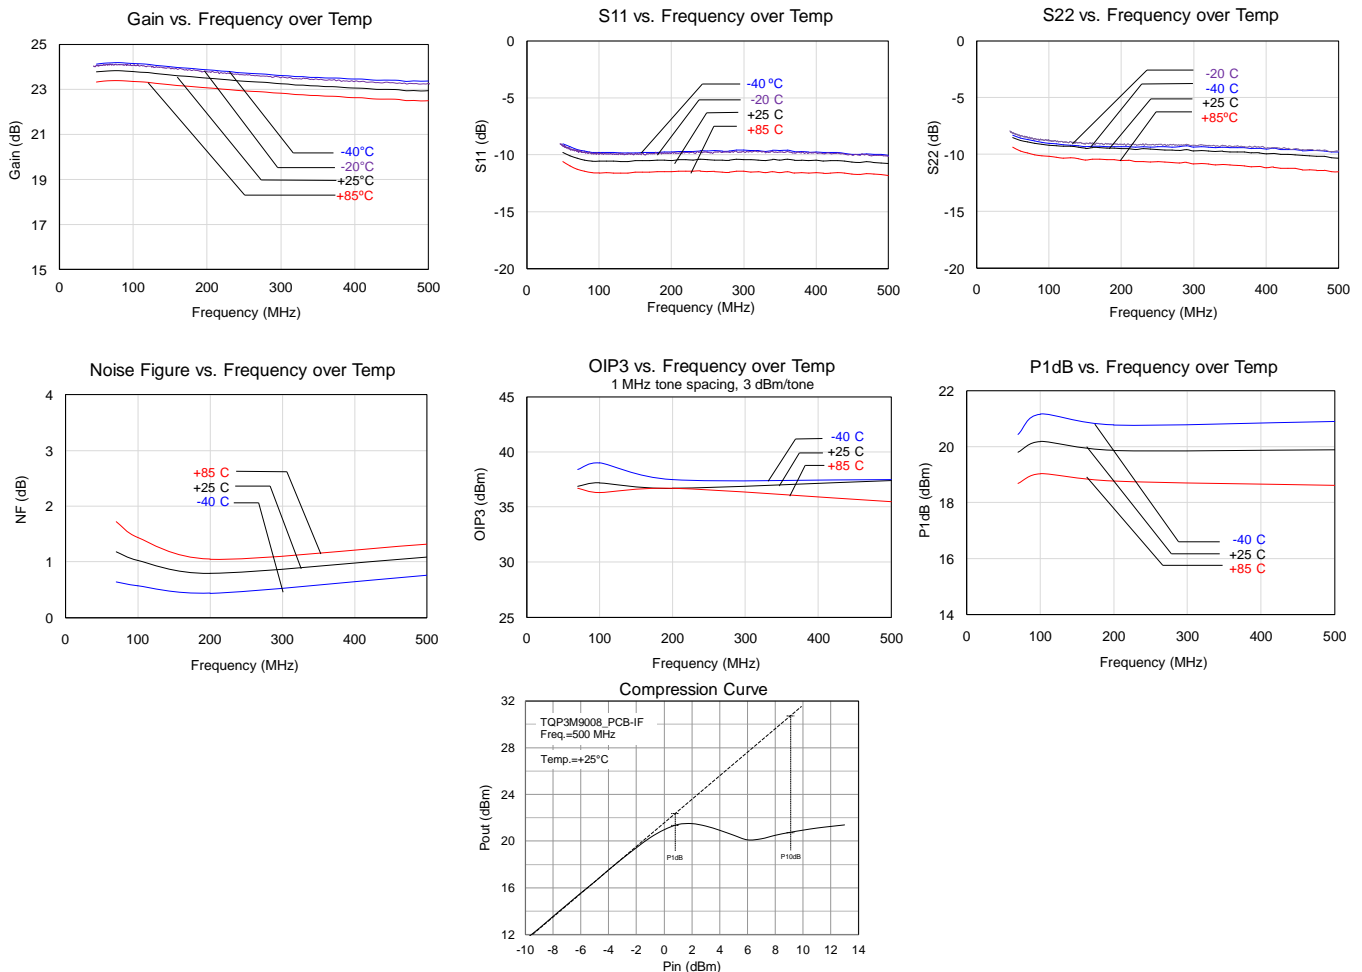 Gain vs. Frequency over Temp
25
23
21
19
17
15
Gain (dB)
-40°C
-20°C
+25°C
+85°C
0
100
200
300
400
500
Frequency (MHz)
S11 vs. Frequency over Temp
0
-5
-10
-15
-20
S11 (dB)
-40 °C
-20 C
+25 C
+85 C
0
100
200
300
400
500
Frequency (MHz)
S22 vs. Frequency over Temp
0
-5
-10
-15
-20
S22 (dB)
-20 C
-40 C
+25 C
+85°C
0
100
200
300
400
500
Frequency (MHz)
Noise Figure vs. Frequency over Temp
4
3
2
1
0
NF (dB)
+85 C
+25 C
-40 C
0
100
200
300
400
500
Frequency (MHz)
OIP3 vs. Frequency over Temp
1 MHz tone spacing, 3 dBm/tone
45
40
35
30
25
OIP3 (dBm)
-40 C
+25 C
+85 C
0
100
200
300
400
500
Frequency (MHz)
P1dB vs. Frequency over Temp
22
20
18
16
14
P1dB (dBm)
-40 C
+25 C
+85 C
0
100
200
300
400
500
Frequency (MHz)
Compression Curve
32
28
24
20
16
12
Pout (dBm)
TQP3M9008_PCB-IF
Freq.=500 MHz
Temp.=+25°C
P1dB
P10dB
-10
-8
-6
-4
-2
0
2
4
6
8
10
12
14
Pin (dBm)